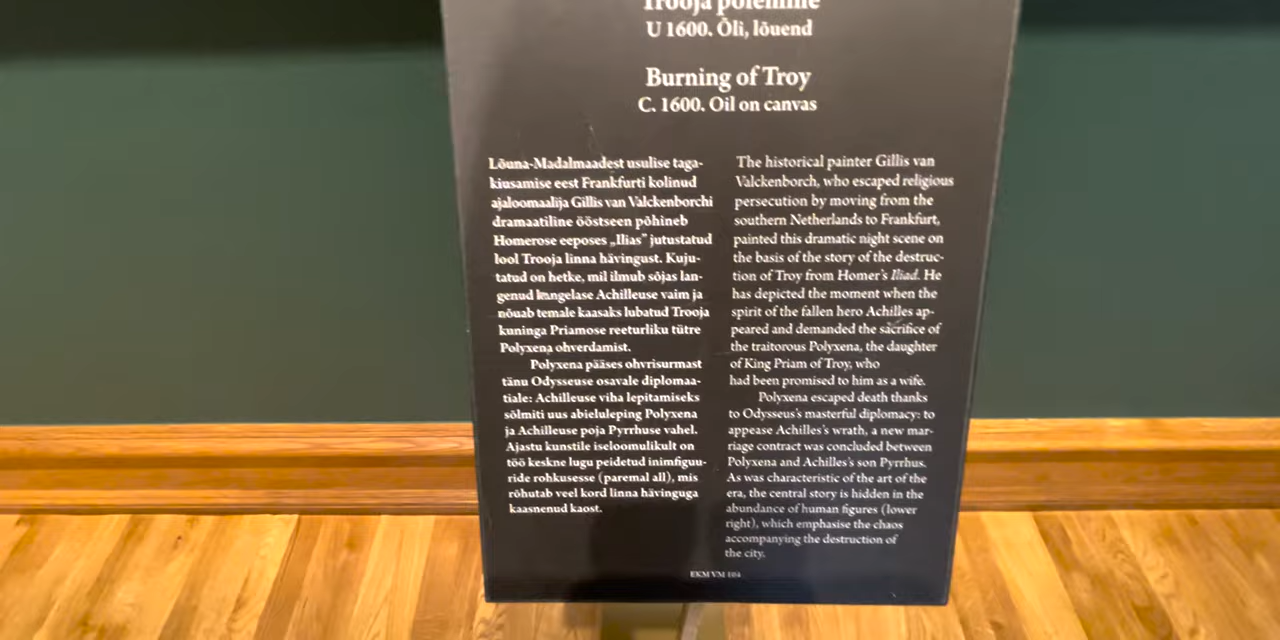 Trooja põlemine
U 1600. Õli, lõuend
Burning of Troy
C. 1600. Oil on canvas
Lõuna-Madalmaadest usulise taga-
kiusamise eest Frankfurti kolinud
ajaloomaalija Gillis van Valckenborchi
dramaatiline ööstseen põhineb
Homerose eeposes „Ilias” jutustatud
lool Trooja linna hävingust. Kuju-
tatud on hetke, mil ilmub sõjas lan-
genud kangelase Achilleuse vaim ja
nõuab temale kaasaks lubatud Trooja
kuninga Priamose reeturliku tütre
Polyxena ohverdamist.
Polyxena pääses ohvrisurmast
tänu Odysseuse osavale diplomaa-
tiale: Achilleuse viha lepitamiseks
sõlmiti uus abieluleping Polyxena
ja Achilleuse poja Pyrrhuse vahel.
Ajastu kunstile iseloomulikult on
töö keskne lugu peidetud inimfiguu-
ride rohkusesse (paremal all), mis
rõhutab veel kord linna hävinguga
kaasnenud kaost.
The historical painter Gillis van
Valckenborch, who escaped religious
persecution by moving from the
southern Netherlands to Frankfurt,
painted this dramatic night scene on
the basis of the story of the destruc-
tion of Troy from Homer's Iliad. He
has depicted the moment when the
spirit of the fallen hero Achilles ap-
peared and demanded the sacrifice of
the traitorous Polyxena, the daughter
of King Priam of Troy, who
had been promised to him as a wife.
Polyxena escaped death thanks
to Odysseus's masterful diplomacy: to
appease Achilles's wrath, a new mar-
riage contract was concluded between
Polyxena and Achilles's son Pyrrhus.
As was characteristic of the art of the
era, the central story is hidden in the
abundance of human figures (lower
right), which emphasise the chaos
accompanying the destruction of
the city.
EKM VM 104